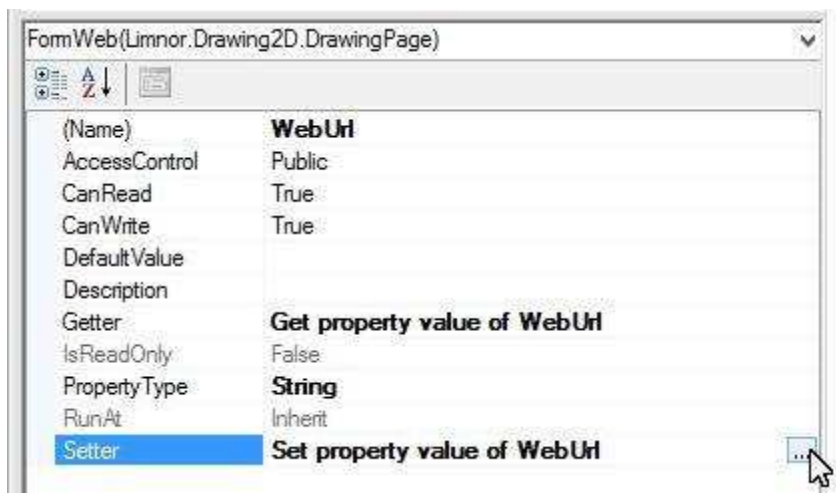 FormWeb(Limnor.Drawing2D.DrawingPage)
A
Z
(Name) WebUrl
AccessControl Public
CanRead True
CanWrite True
DefaultValue
Description
Getter Get property value of WebUrl
IsReadOnly False
PropertyType String
RunAt Inherit
Setter Set property value of WebUrl ...